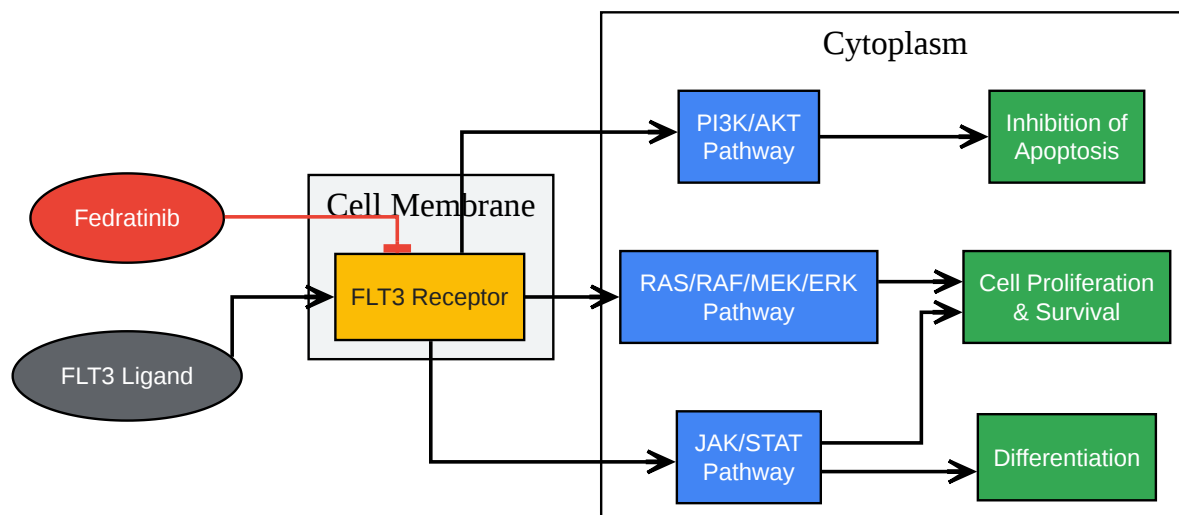 Cytoplasm
PI3K/AKT
Pathway
Inhibition of
Apoptosis
Fedratinib
Cell Membrane
FLT3 Receptor
RAS/RAF/MEK/ERK
Pathway
Cell Proliferation
& Survival
FLT3 Ligand
JAK/STAT
Pathway
Differentiation